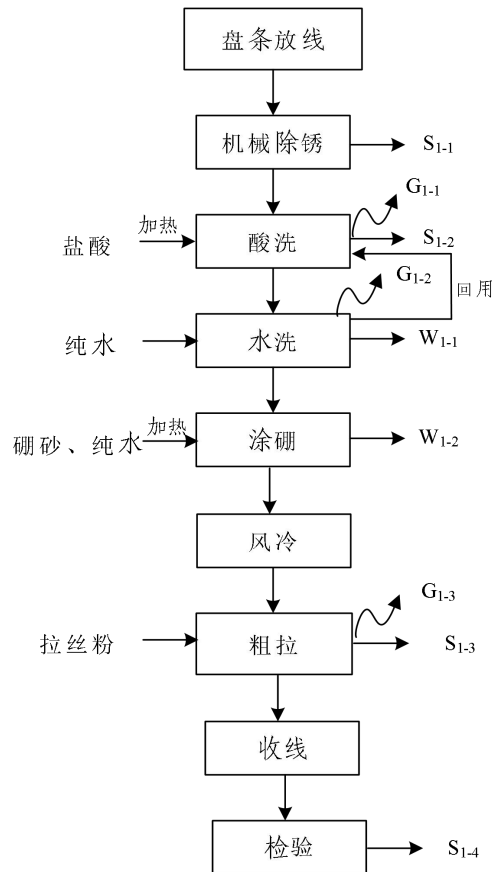 盘条放线
机械除锈
S1-1
G1-1
盐酸
加热
酸洗
S1-2
G1-2
回用
纯水
水洗
W1-1
硼砂、纯水
加热
涂硼
W1-2
风冷
G1-3
拉丝粉
粗拉
S1-3
收线
检验
S1-4